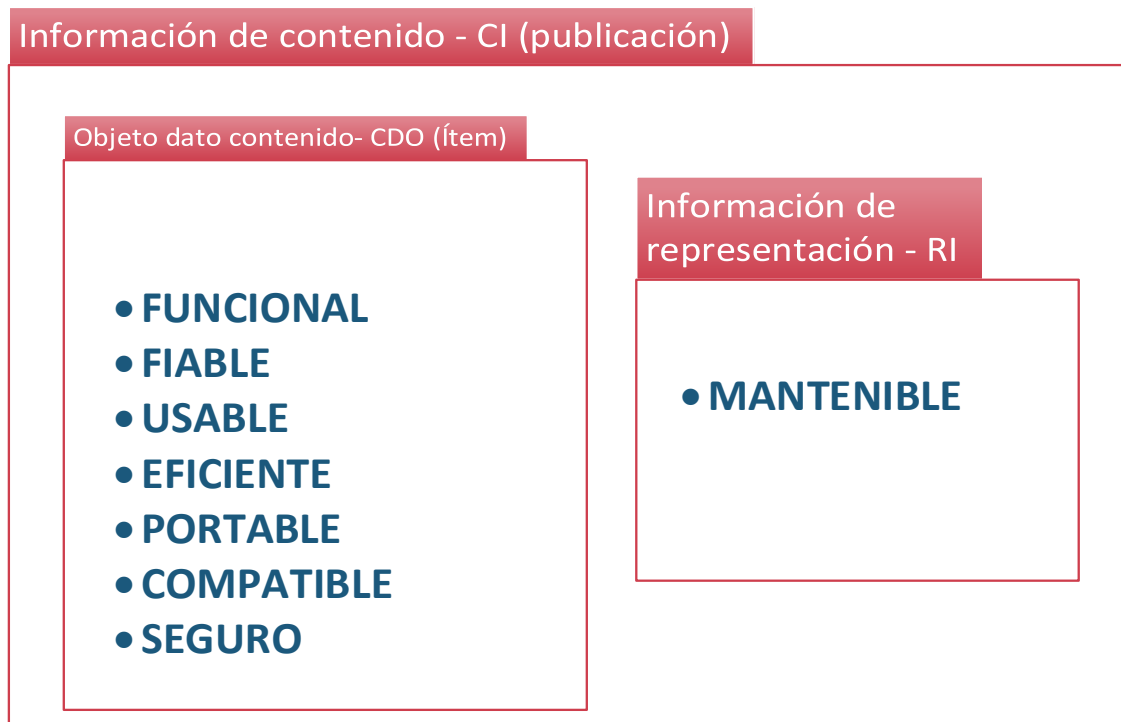 Información de contenido - CI (publicación)
Objeto dato contenido- CDO (Ítem)
• FUNCIONAL
• FIABLE
• USABLE
• EFICIENTE
• PORTABLE
• COMPATIBLE
• SEGURO
Información de
representación - RI
• MANTENIBLE